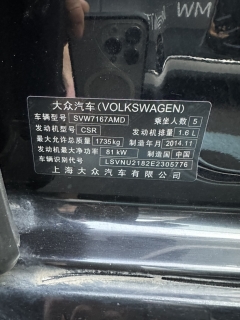 WM
大众汽车(VOLKSWAGEN)
车辆型号 SVW7167AMD 乘坐人数 5
发动机型号 CSR 发动机排量 1.6 L
最大允许总质量 1735kg 制造年月 2014.11
发动机最大净功率 81 kW 制造国 中国
车辆识别代号 LSVNU2182E2305776
上海大众汽车有限公司